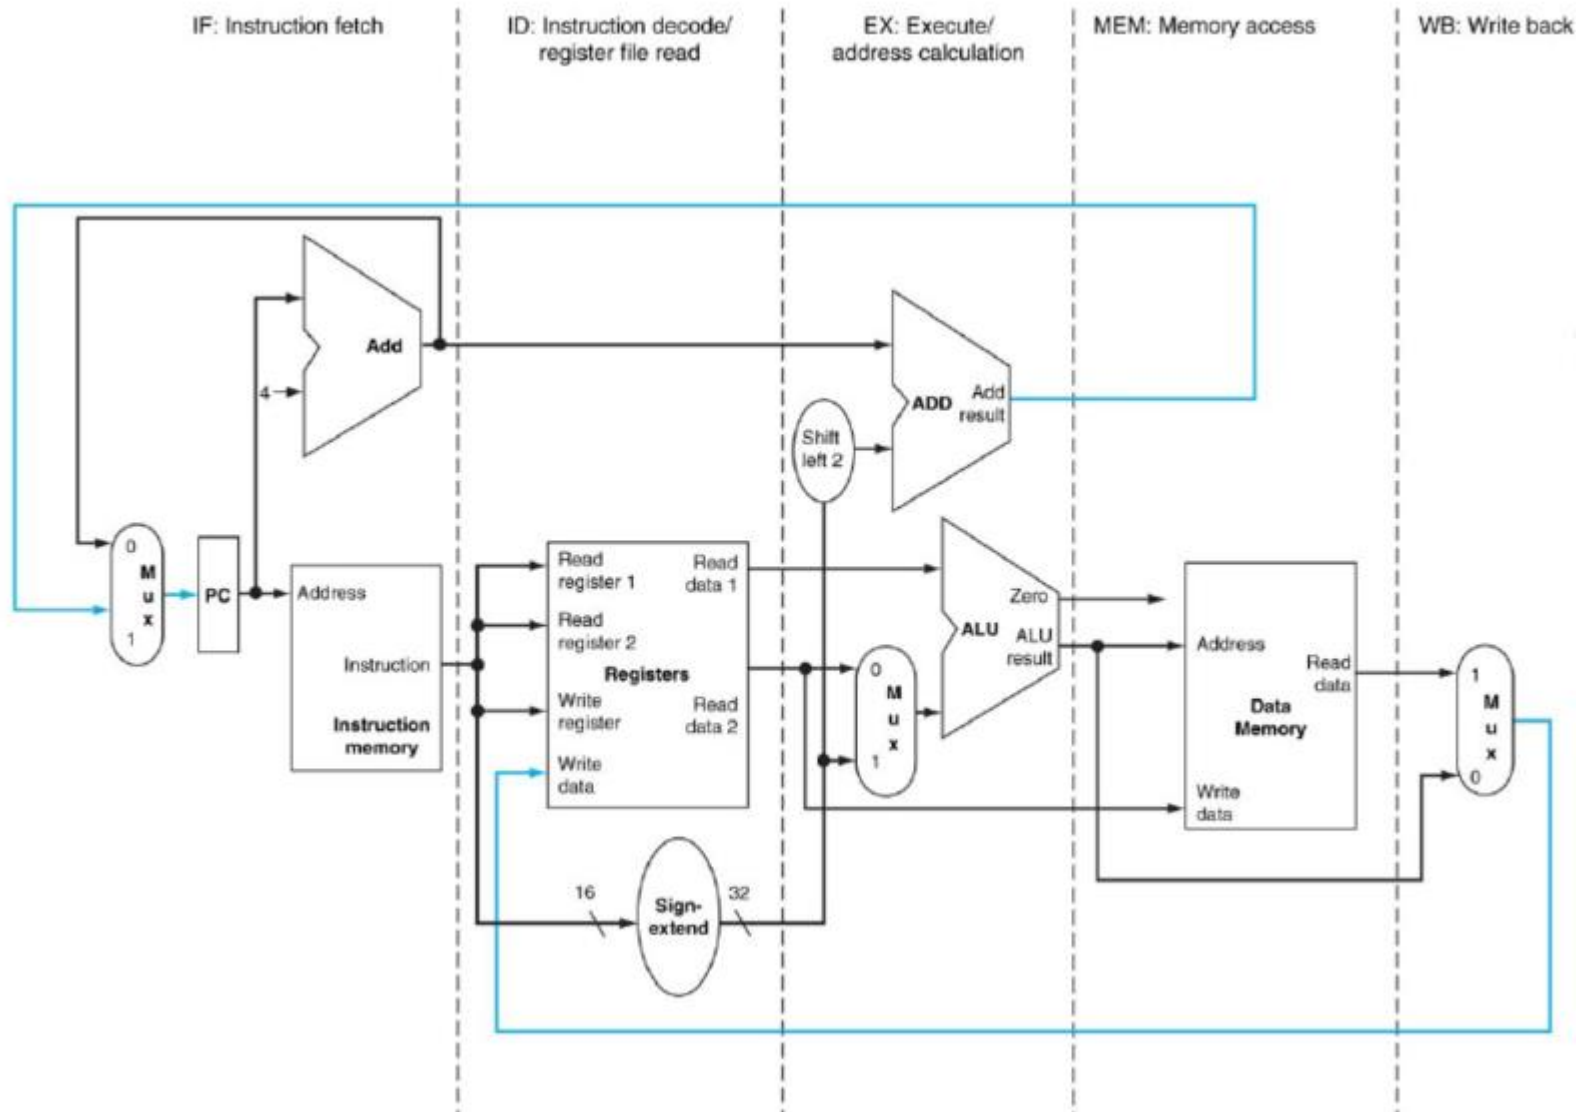 IF: Instruction fetch
ID: Instruction decode/
register file read
EX: Execute/
address calculation
MEM: Memory access
WB: Write back
Add
4
ADD
Add
result
Shift
left 2
0
M
u
x
1
PC
Address
Instruction
Instruction
memory
Read
register 1
Read
register 2
Registers
Write
register
Write
data
Read
data 1
Read
data 2
16
Sign-
extend
32
0
M
u
x
1
Zero
ALU
ALU
result
Address
Read
data
Data
Memory
Write
data
1
M
u
x
0